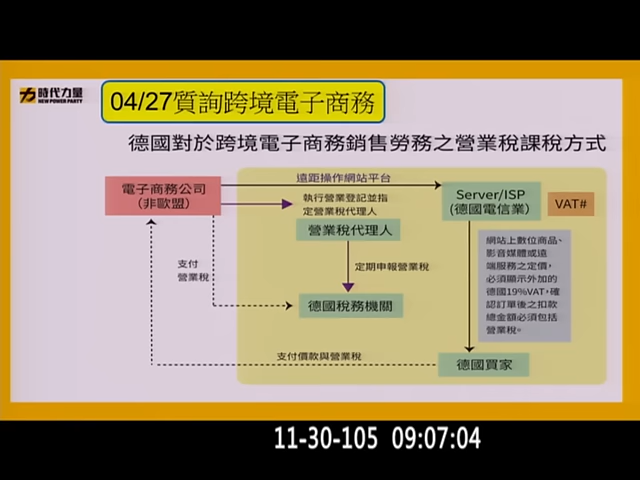 力 時代力量
NEW POWER PARTY
04/27質詢跨境電子商務
德國對於跨境電子商務銷售勞務之營業稅課稅方式
電子商務公司
(非歐盟)
遠距操作網站平台
執行營業登記並指
定營業稅代理人
Server/ISP
(德國電信業)
VAT#
營業稅代理人
網站上數位商品、
影音媒體或遠
端服務之定價，
必須顯示外加的
德國19%VAT，確
認訂單後之扣款
總金額必須包括
營業稅。
支付
營業稅
定期申報營業稅
德國稅務機關
支付價款與營業稅
德國買家
11-30-105 09:07:04